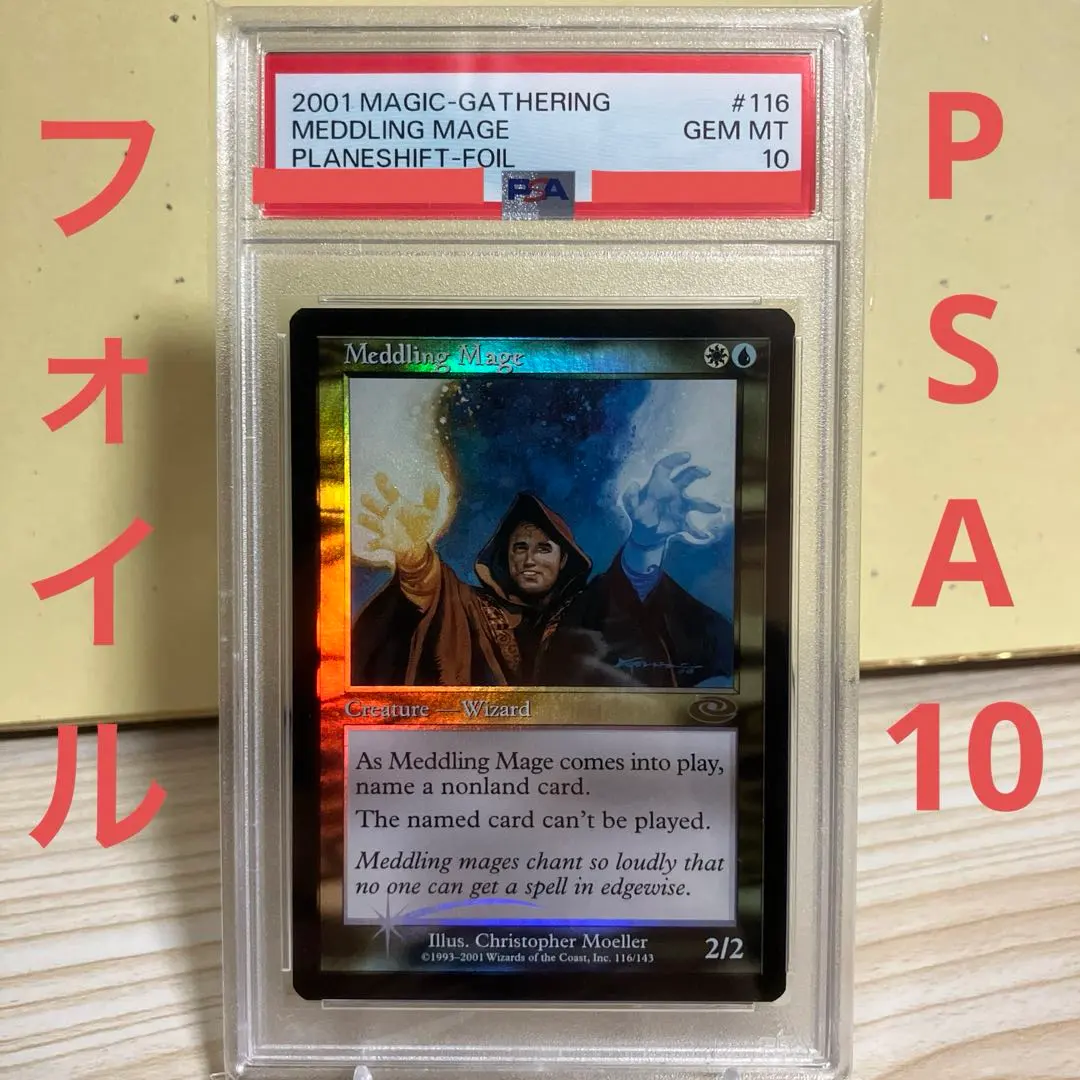 2001 MAGIC-GATHERING #116
MEDDLING MAGE GEM MT
PLANESHIFT-FOIL 10
PSA
フォイル
PSA10
Meddling Mage
Creature — Wizard
As Meddling Mage comes into play,
name a nonland card.
The named card can't be played.
Meddling mages chant so loudly that
no one can get a spell in edgewise.
Illus. Christopher Moeller
©1993–2001 Wizards of the Coast, Inc. 116/143
2/2